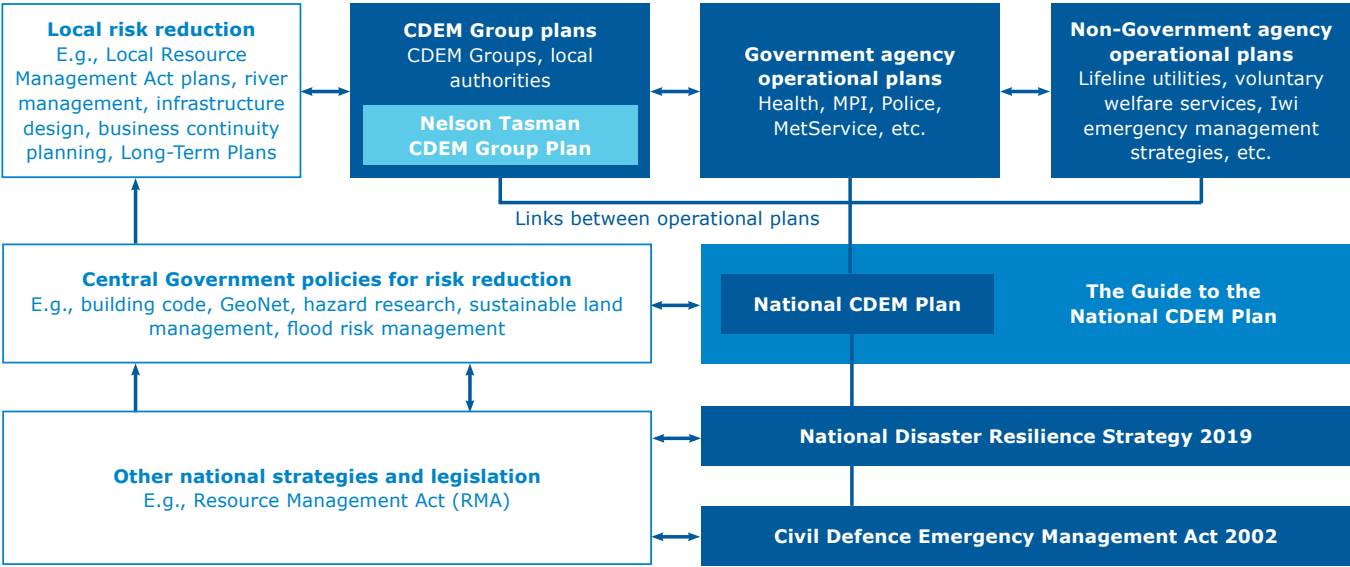 Local risk reduction
E.g., Local Resource
Management Act plans, river
management, infrastructure
design, business continuity
planning, Long-Term Plans
CDEM Group plans
CDEM Groups, local
authorities
Nelson Tasman
CDEM Group Plan
Government agency
operational plans
Health, MPI, Police,
MetService, etc.
Non-Government agency
operational plans
Lifeline utilities, voluntary
welfare services, Iwi
emergency management
strategies, etc.
Links between operational plans
Central Government policies for risk reduction
E.g., building code, GeoNet, hazard research, sustainable land
management, flood risk management
National CDEM Plan
The Guide to the
National CDEM Plan
Other national strategies and legislation
E.g., Resource Management Act (RMA)
National Disaster Resilience Strategy 2019
Civil Defence Emergency Management Act 2002